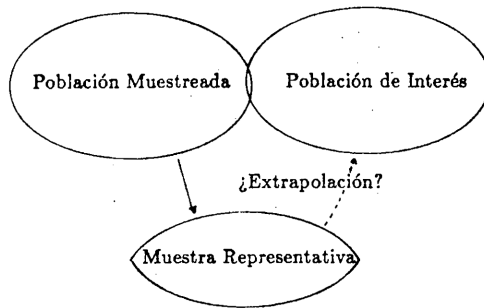 Población Muestreada
Población de Interés
¿Extrapolación?
Muestra Representativa